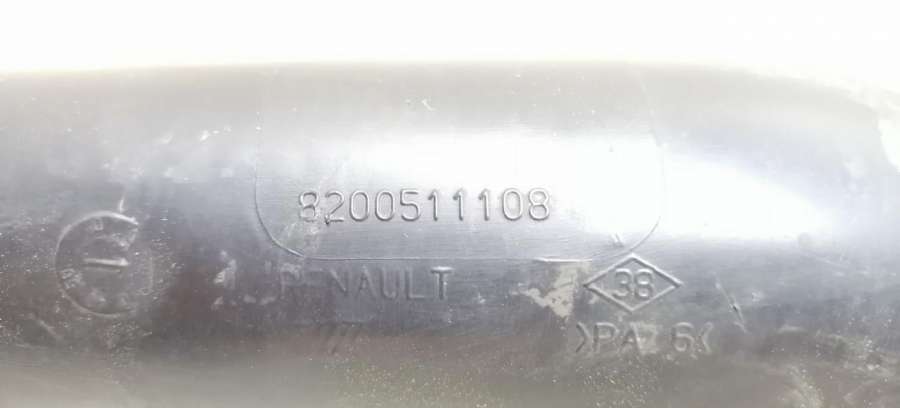 8200511108
RENAULT
38
>PA 6<